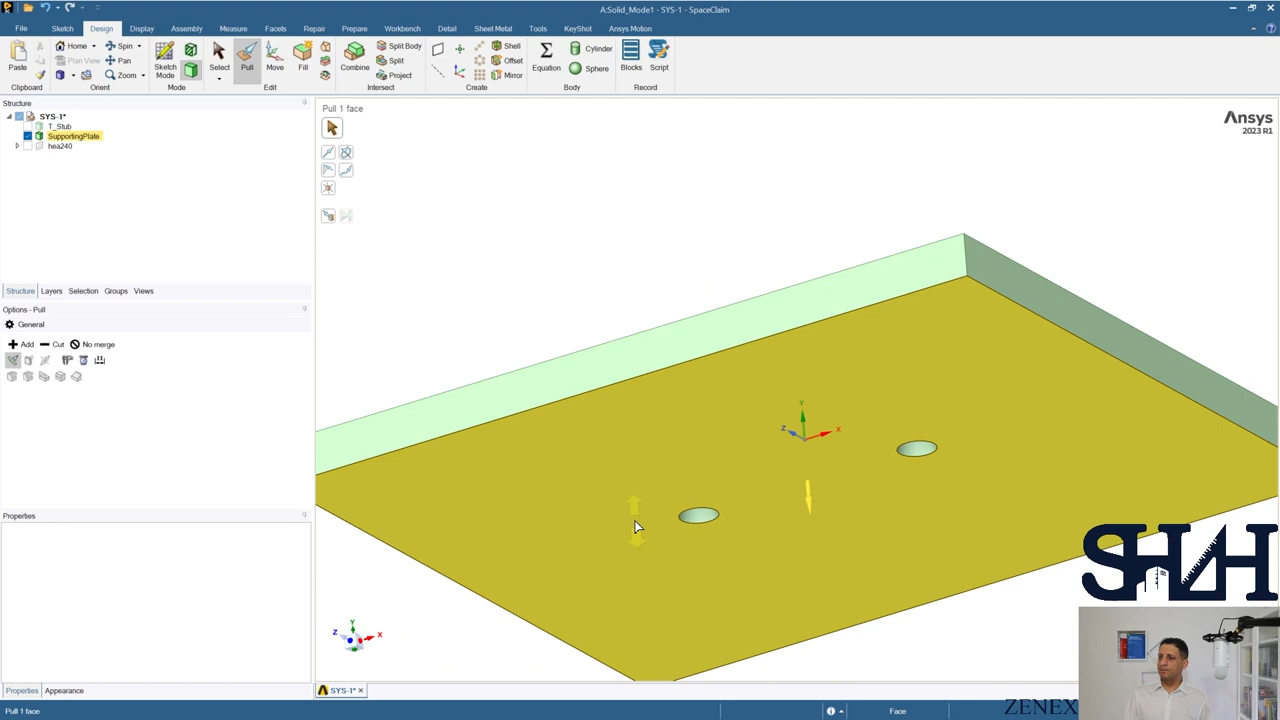 A:Solid_Mode1 - SYS-1 - SpaceClaim
File Sketch Design Display Assembly Measure Facets Repair Prepare Workbench Detail Sheet Metal Tools KeyShot Ansys Motion
Home Spin Split Body Shell Cylinder
Plan View Pan Split Offset Sphere
Zoom Project Mirror
Paste Sketch Mode Select Pull Move Fill Combine Equation Blocks Script
Clipboard Orient Mode Edit Intersect Create Body Record
Structure
SYS-1*
T_Stub
SupportingPlate
hea240
Structure Layers Selection Groups Views
Options - Pull
General
Add Cut No merge
Properties
Properties Appearance
Pull 1 face
Ansys
2023 R1
Y
Z X
Y
Z X
SHZH
SYS-1*
Pull 1 face
Face
ZENEX